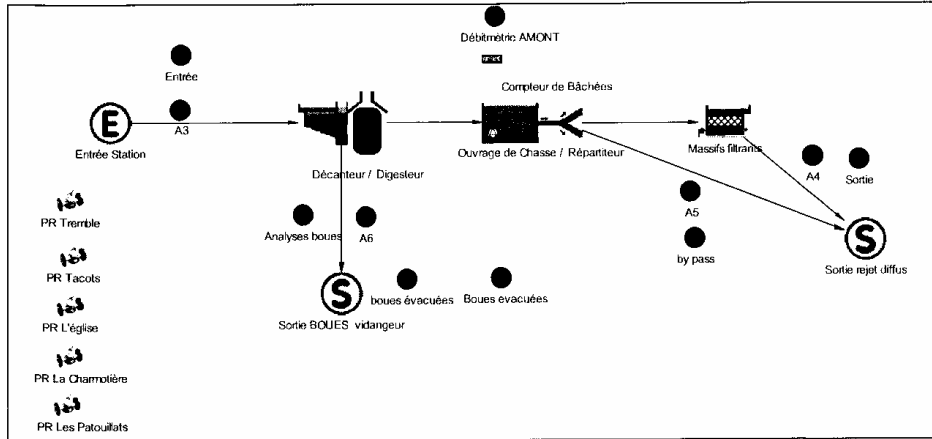 Débitmétric AMONT
Entrée
Compteur de Bâchées
E
A3
Entrée Station
Ouvrage de Chasse / Répartiteur
Massifs filtrants
Décanteur / Digesteur
A4
Sortie
PR Tremble
Analyses boues
A6
A5
S
by pass
Sortie rejet diffus
PR Tacots
S
boues évacuées
Boues évacuées
Sortie BOUES vidangeur
PR L'église
PR La Charmotière
PR Les Patouillats